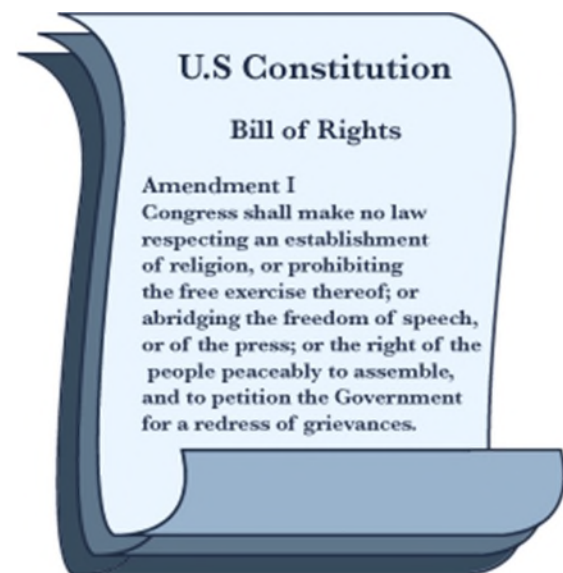 U.S Constitution
Bill of Rights
Amendment I
Congress shall make no law
respecting an establishment
of religion, or prohibiting
the free exercise thereof; or
abridging the freedom of speech,
or of the press; or the right of the
people peaceably to assemble,
and to petition the Government
for a redress of grievances.